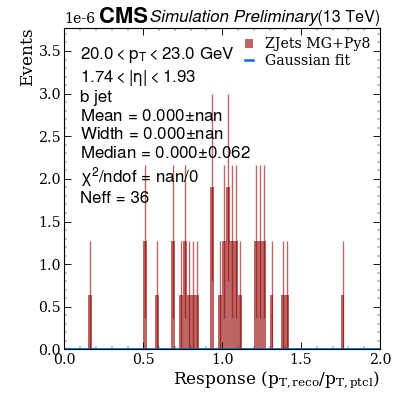 1e-6 CMS Simulation Preliminary (13 TeV)
Events
20.0 < pT < 23.0 GeV
1.74 < |η| < 1.93
b jet
Mean = 0.000±nan
Width = 0.000±nan
Median = 0.000±0.062
χ²/ndof = nan/0
Neff = 36
ZJets MG+Py8
Gaussian fit
3.5
3.0
2.5
2.0
1.5
1.0
0.5
0.0
0.0 0.5 1.0 1.5 2.0
Response (pT,reco/pT,ptcl)